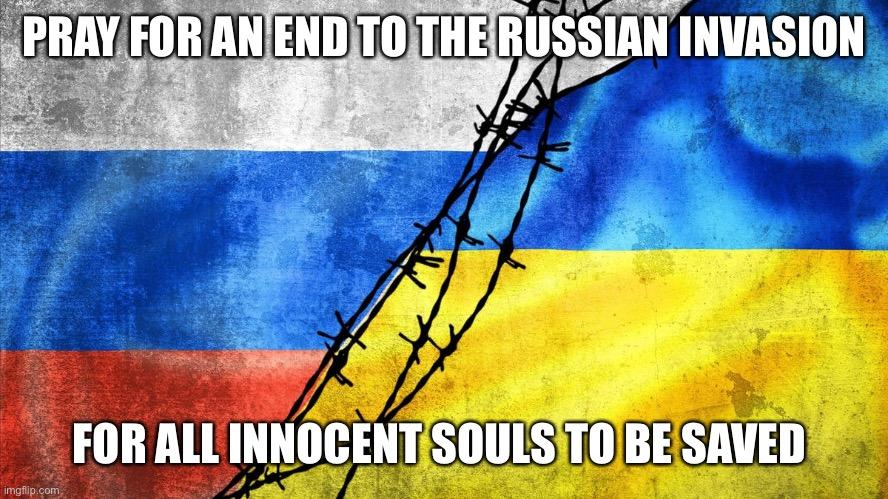 PRAY FOR AN END TO THE RUSSIAN INVASION
FOR ALL INNOCENT SOULS TO BE SAVED
imgflip.com